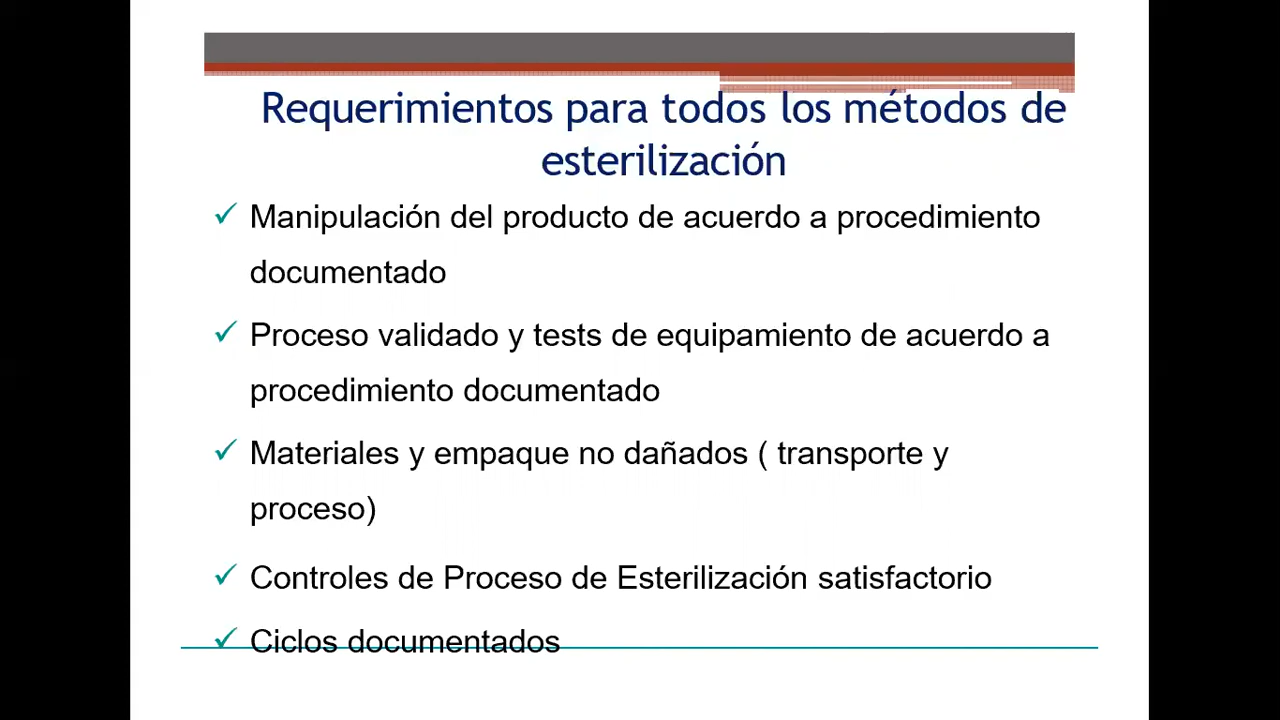 Requerimientos para todos los métodos de
esterilización
✓ Manipulación del producto de acuerdo a procedimiento
documentado
✓ Proceso validado y tests de equipamiento de acuerdo a
procedimiento documentado
✓ Materiales y empaque no dañados ( transporte y
proceso)
✓ Controles de Proceso de Esterilización satisfactorio
✓ Ciclos documentados